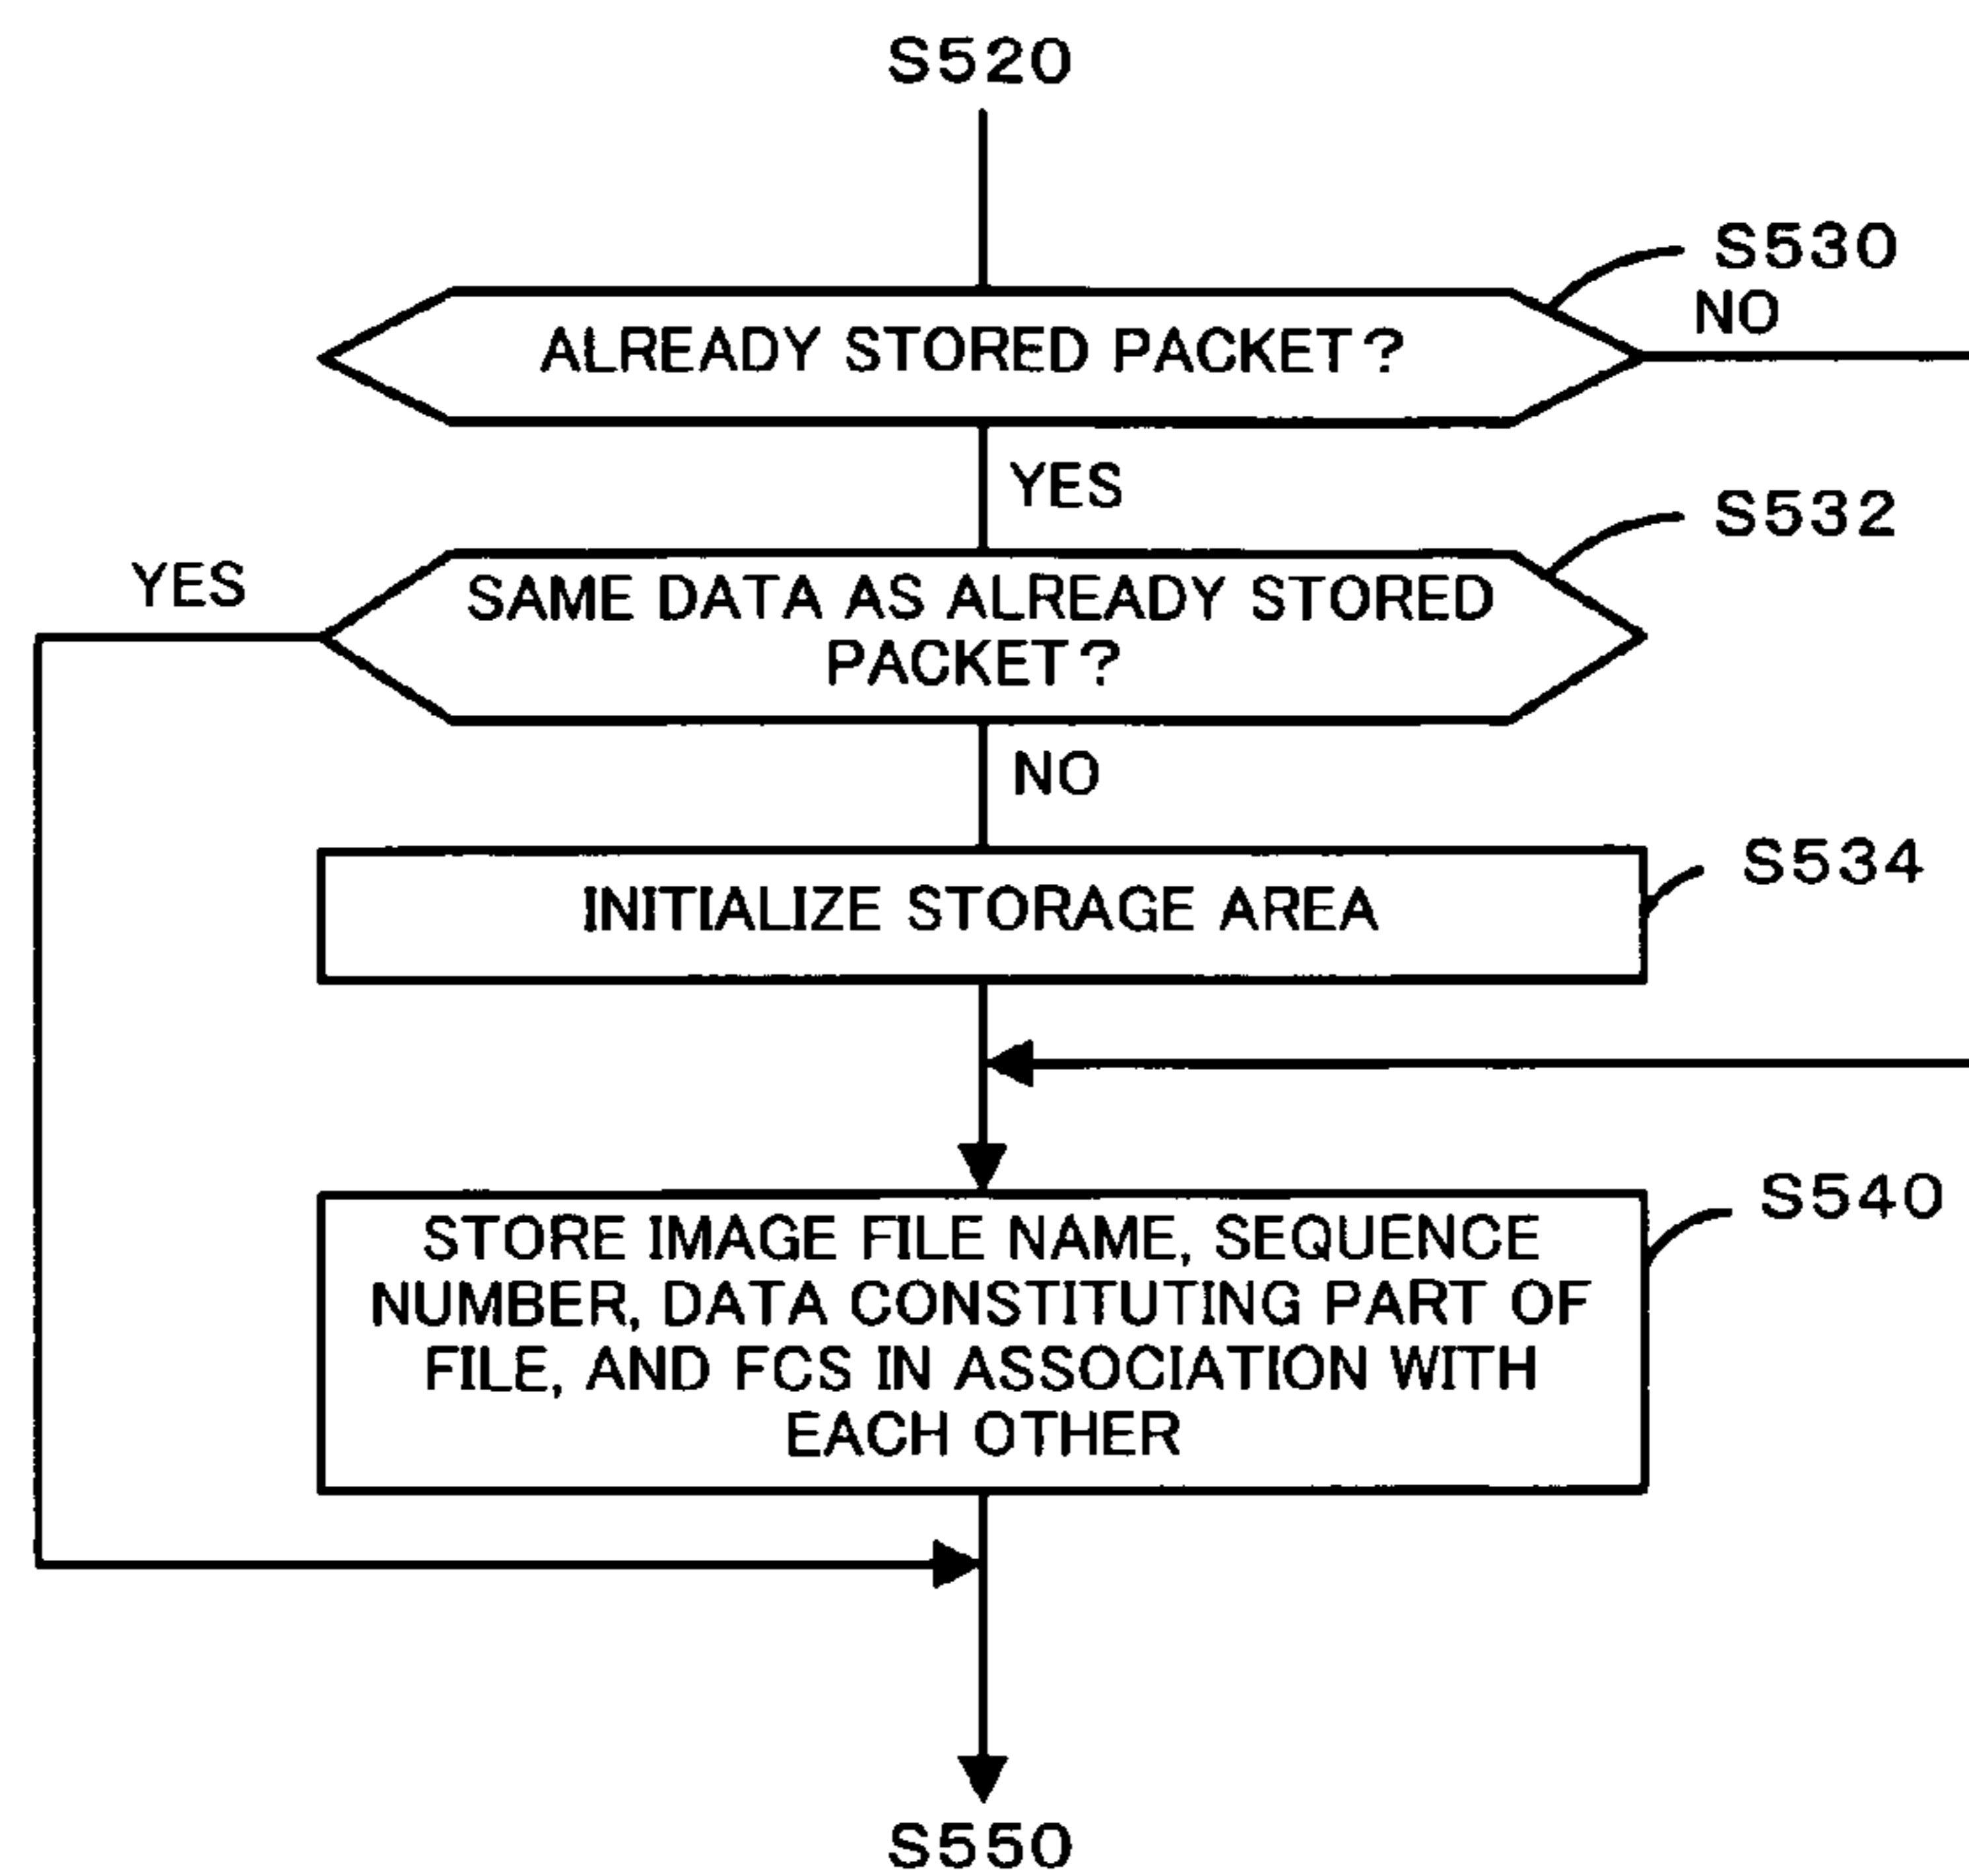 S520
S530
NO
ALREADY STORED PACKET?
YES
S532
YES
SAME DATA AS ALREADY STORED
PACKET?
NO
S534
INITIALIZE STORAGE AREA
S540
STORE IMAGE FILE NAME, SEQUENCE
NUMBER, DATA CONSTITUTING PART OF
FILE, AND FCS IN ASSOCIATION WITH
EACH OTHER
S550